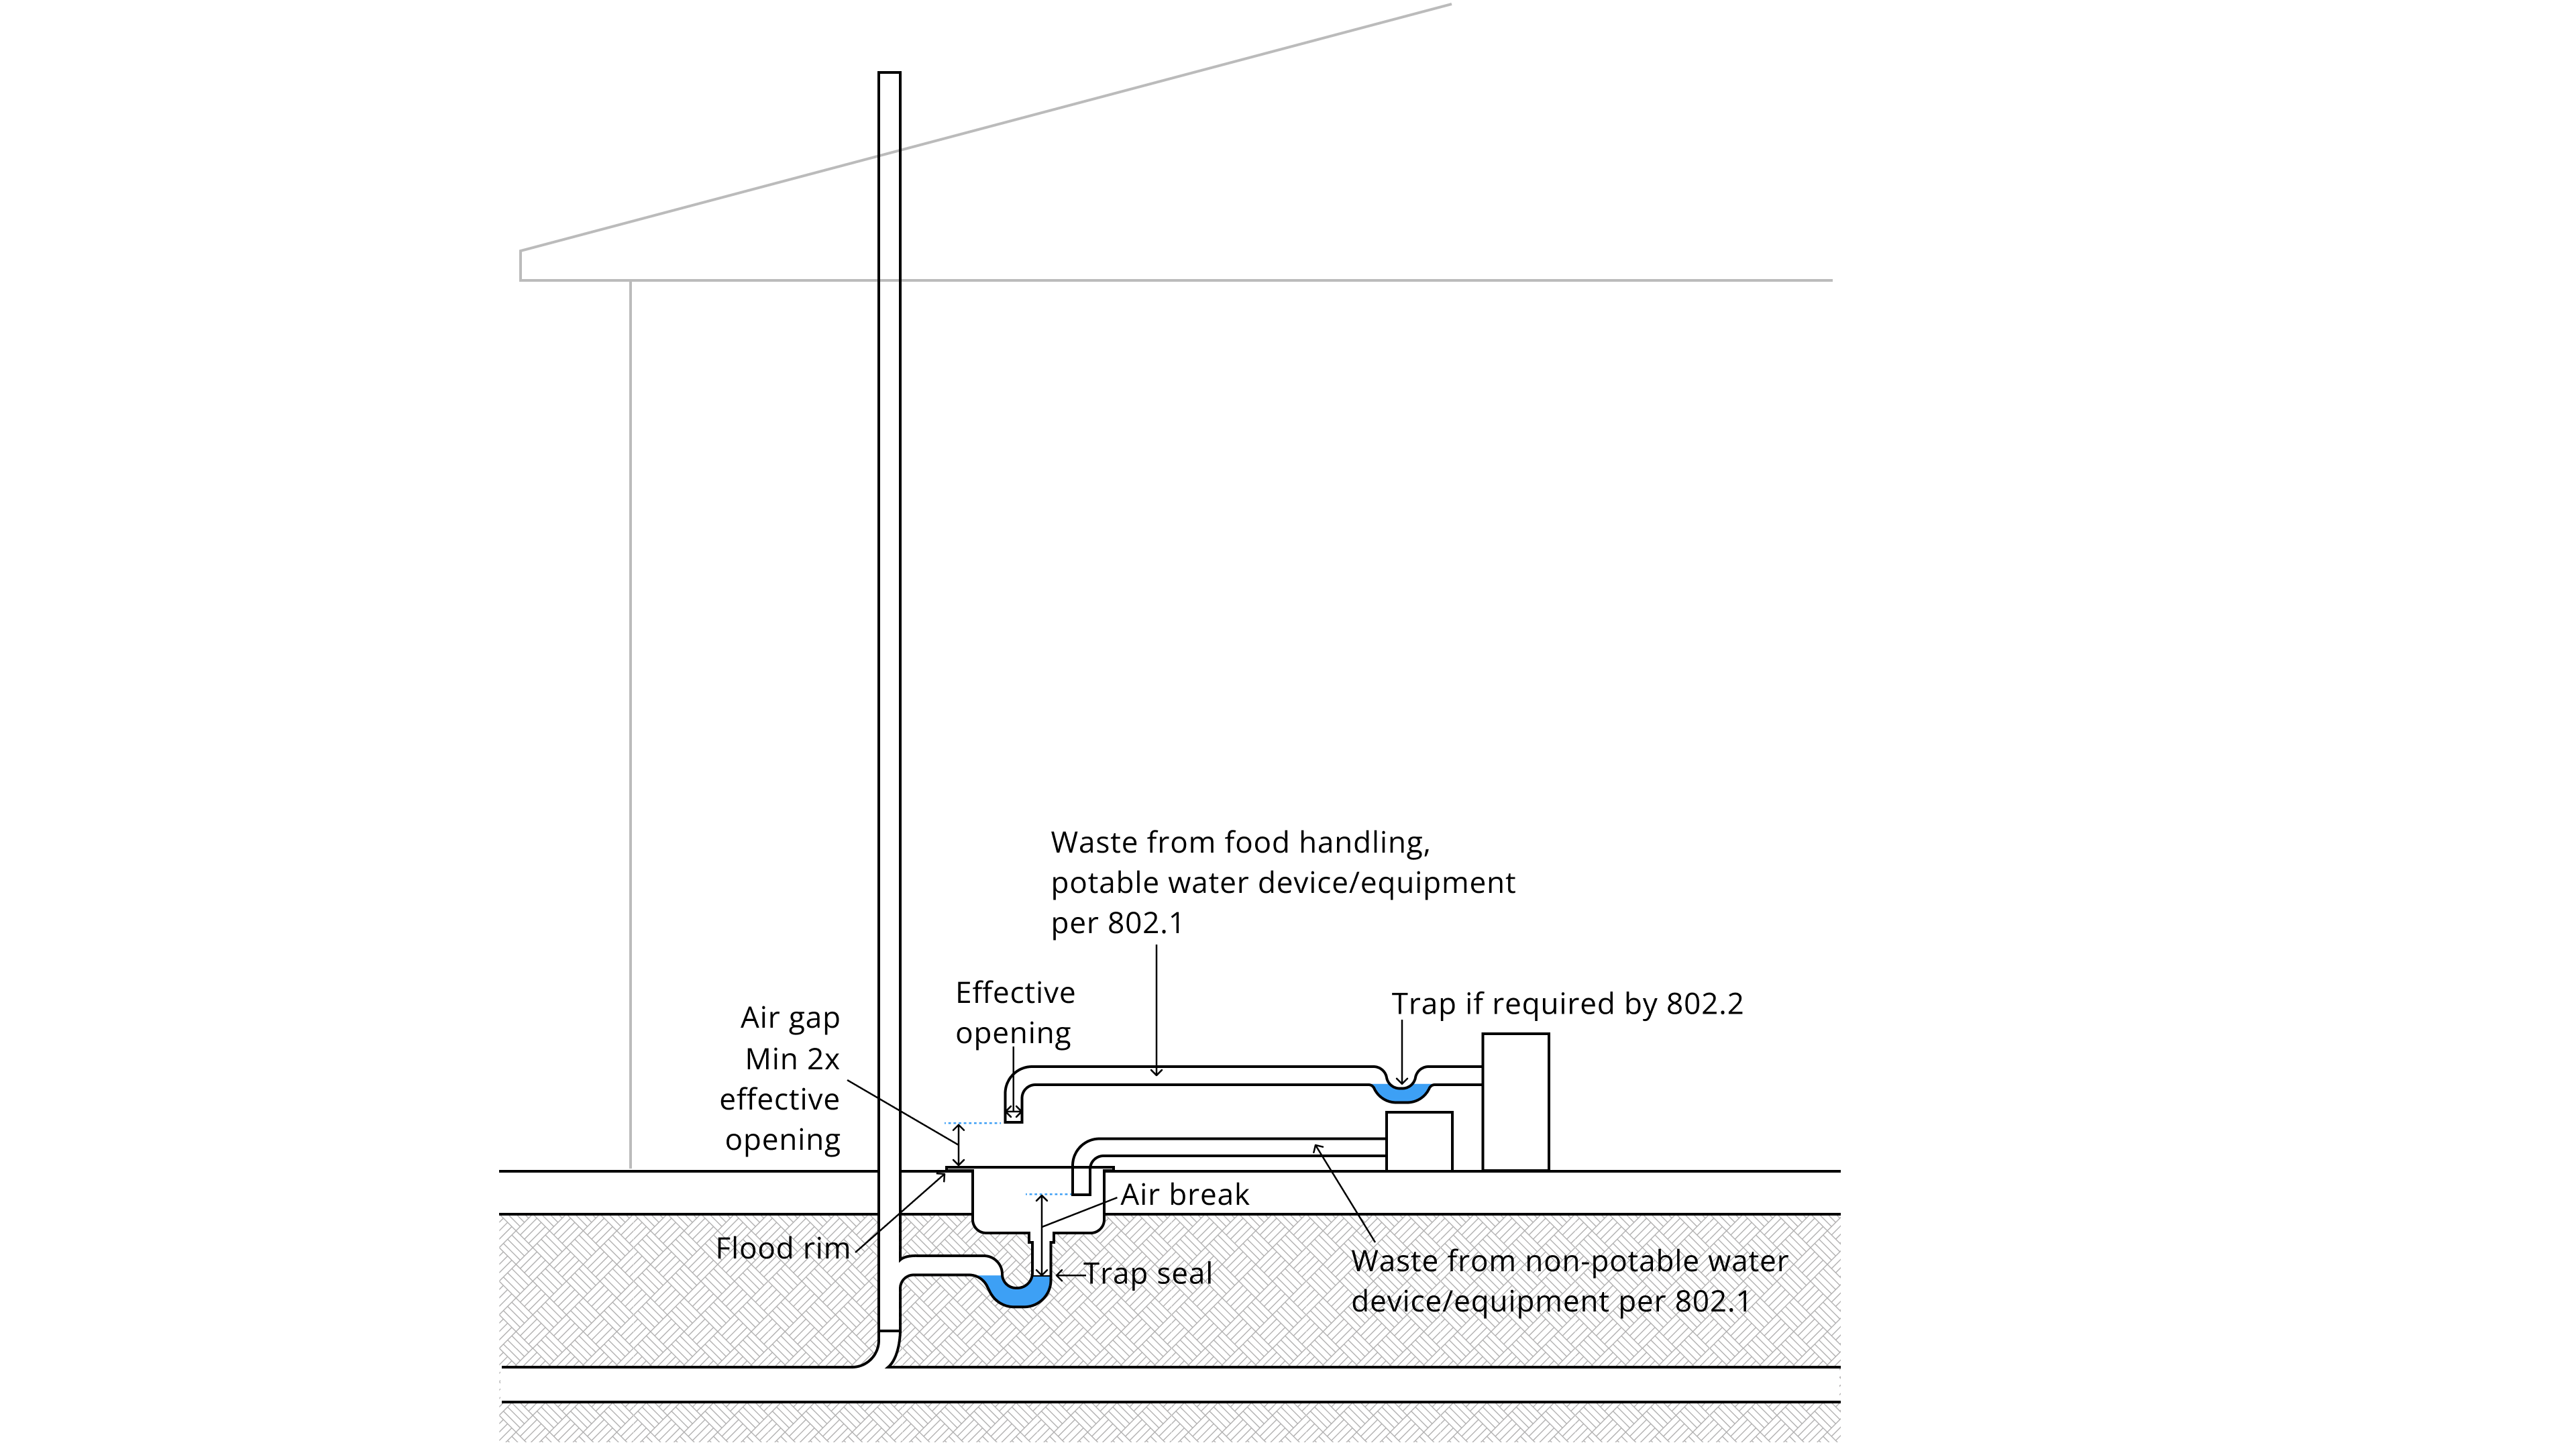 Waste from food handling,
potable water device/equipment
per 802.1
Effective
opening
Trap if required by 802.2
Air gap
Min 2x
effective
opening
Air break
Flood rim
Trap seal
Waste from non-potable water
device/equipment per 802.1